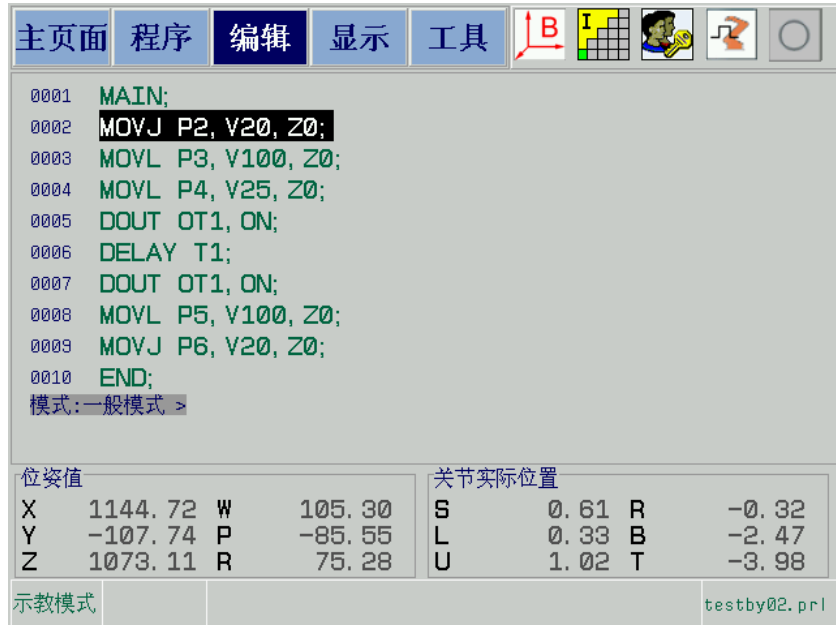 主页面 程序 编辑 显示 工具 B I
0001 MAIN;
0002 MOVJ P2, V20, Z0;
0003 MOVL P3, V100, Z0;
0004 MOVL P4, V25, Z0;
0005 DOUT OT1, ON;
0006 DELAY T1;
0007 DOUT OT1, ON;
0008 MOVL P5, V100, Z0;
0009 MOVJ P6, V20, Z0;
0010 END;
模式:一般模式 >
位姿值 关节实际位置
X 1144.72 W 105.30 S 0.61 R -0.32
Y -107.74 P -85.55 L 0.33 B -2.47
Z 1073.11 R 75.28 U 1.02 T -3.98
示教模式 testby02.prl